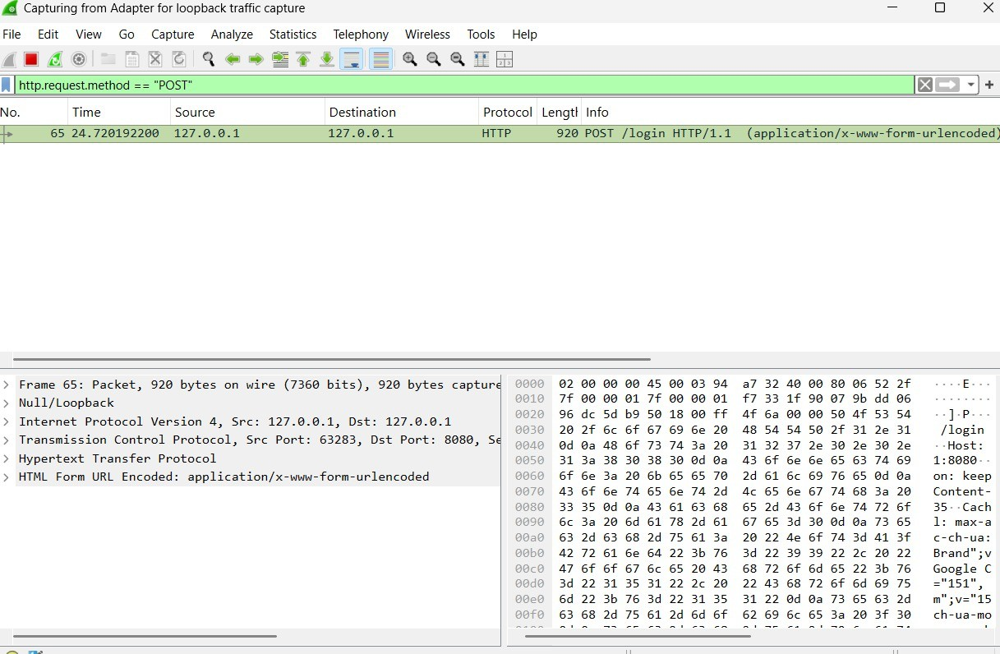 Capturing from Adapter for loopback traffic capture
File Edit View Go Capture Analyze Statistics Telephony Wireless Tools Help
http.request.method == "POST"
No. Time Source Destination Protocol Lengtl Info
65 24.720192200 127.0.0.1 127.0.0.1 HTTP 920 POST /login HTTP/1.1 (application/x-www-form-urlencoded)
Frame 65: Packet, 920 bytes on wire (7360 bits), 920 bytes capture
Null/Loopback
Internet Protocol Version 4, Src: 127.0.0.1, Dst: 127.0.0.1
Transmission Control Protocol, Src Port: 63283, Dst Port: 8080, Se
Hypertext Transfer Protocol
HTML Form URL Encoded: application/x-www-form-urlencoded
0000 02 00 00 00 45 00 03 94 a7 32 40 00 80 06 52 2f ····E···
0010 7f 00 00 01 7f 00 00 01 f7 33 1f 90 07 9b dd 06 ········
0020 96 dc 5d b9 50 18 00 ff 4f 6a 00 00 50 4f 53 54 ··]·P···
0030 20 2f 6c 6f 67 69 6e 20 48 54 54 50 2f 31 2e 31 /login
0040 0d 0a 48 6f 73 74 3a 20 31 32 37 2e 30 2e 30 2e ··Host:
0050 31 3a 38 30 38 30 0d 0a 43 6f 6e 6e 65 63 74 69 1:8080··
0060 6f 6e 3a 20 6b 65 65 70 2d 61 6c 69 76 65 0d 0a on: keep
0070 43 6f 6e 74 65 6e 74 2d 4c 65 6e 67 74 68 3a 20 Content-
0080 33 35 0d 0a 43 61 63 68 65 2d 43 6f 6e 74 72 6f 35··Cach
0090 6c 3a 20 6d 61 78 2d 61 67 65 3d 30 0d 0a 73 65 l: max-a
00a0 63 2d 63 68 2d 75 61 3a 20 22 4e 6f 74 3d 41 3f c-ch-ua:
00b0 42 72 61 6e 64 22 3b 76 3d 22 39 39 22 2c 20 22 Brand";v
00c0 47 6f 6f 67 6c 65 20 43 68 72 6f 6d 65 22 3b 76 Google C
00d0 3d 22 31 35 31 22 2c 20 22 43 68 72 6f 6d 69 75 ="151",
00e0 6d 22 3b 76 3d 22 31 35 31 22 0d 0a 73 65 63 2d m";v="15
00f0 63 68 2d 75 61 2d 6d 6f 62 69 6c 65 3a 20 3f 30 ch-ua-mo